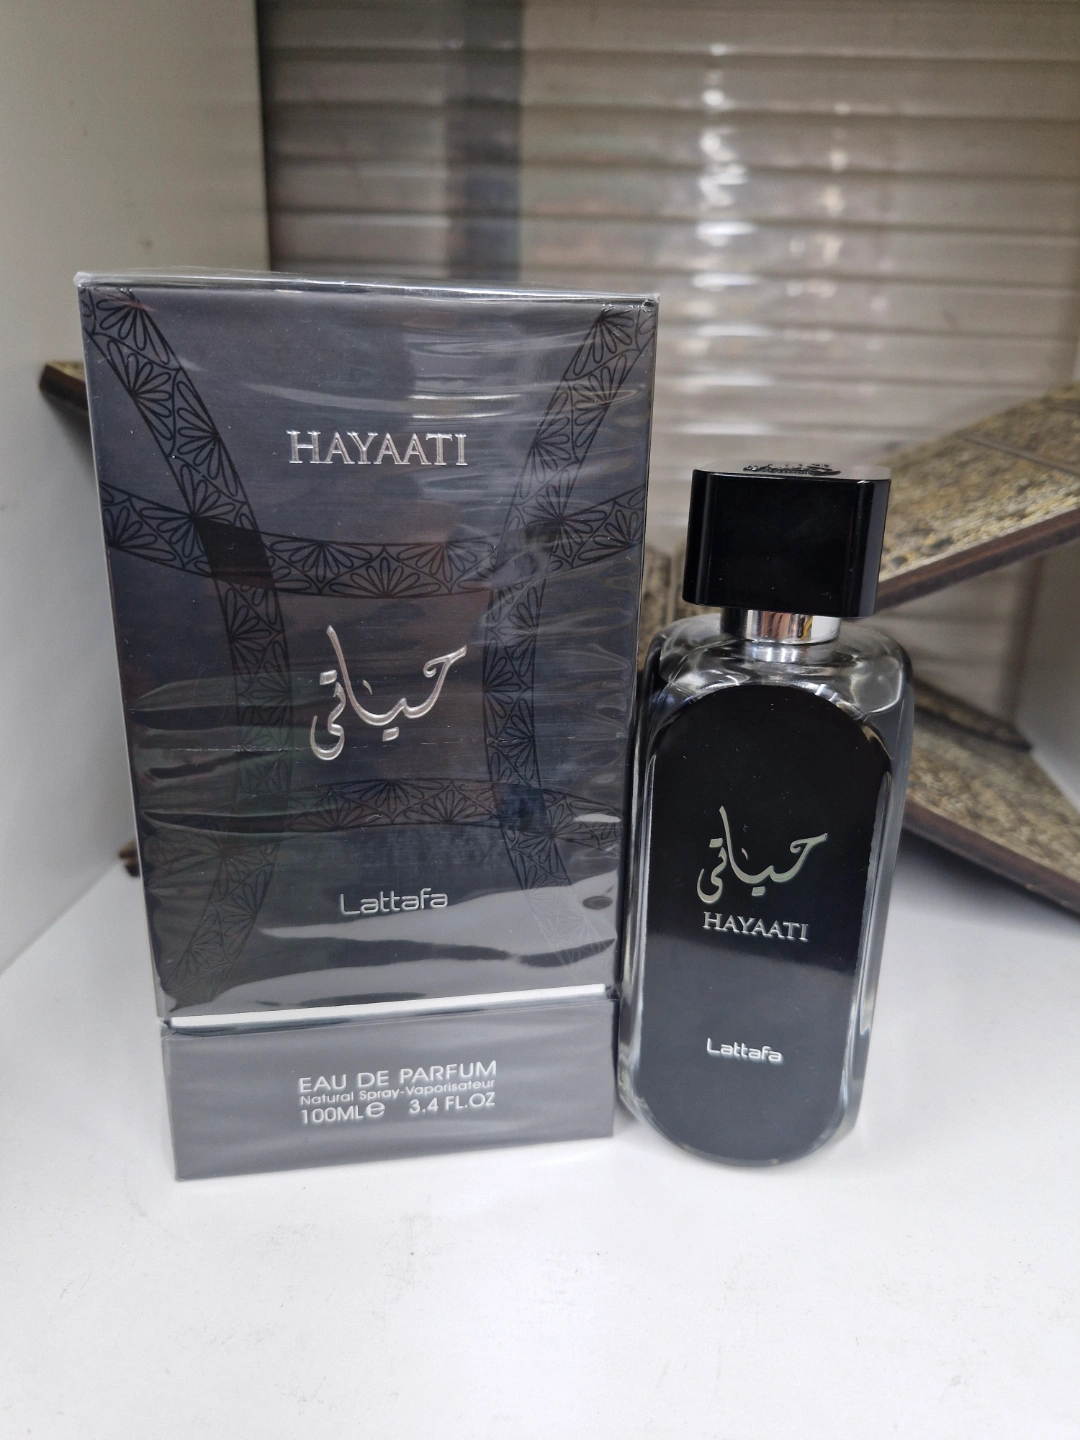 HAYAATI
حياتي
Lattafa
EAU DE PARFUM
Natural Spray-Vaporisateur
100MLe 3.4 FL.OZ
حياتي
HAYAATI
Lattafa